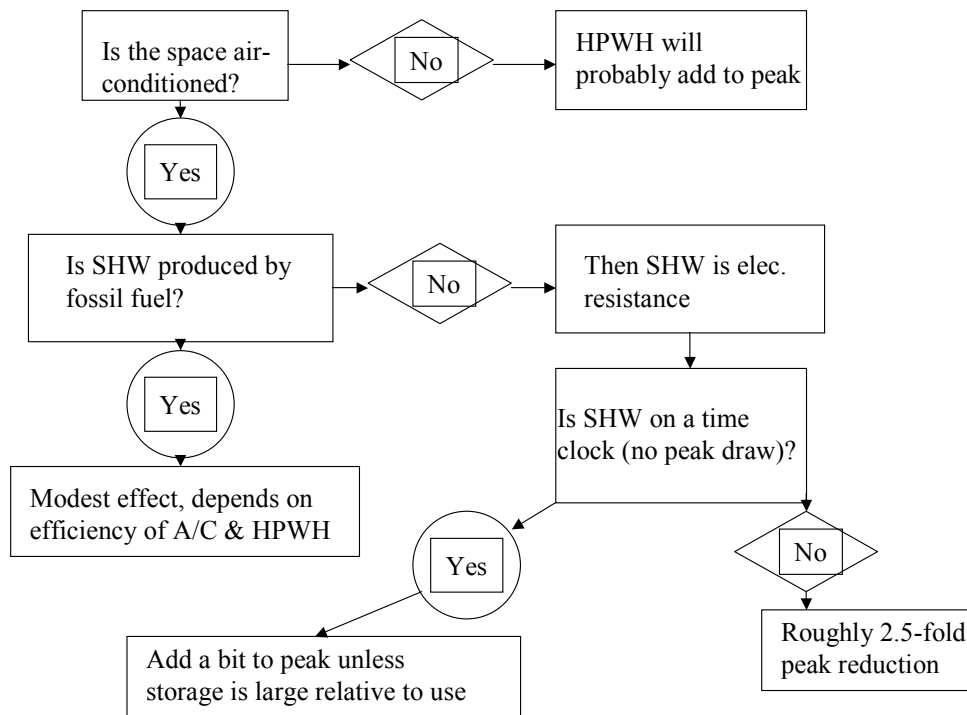 Is the space air-
conditioned?
No
HPWH will
probably add to peak
Yes
Is SHW produced by
fossil fuel?
No
Then SHW is elec.
resistance
Yes
Is SHW on a time
clock (no peak draw)?
Modest effect, depends on
efficiency of A/C & HPWH
Yes
No
Add a bit to peak unless
storage is large relative to use
Roughly 2.5-fold
peak reduction